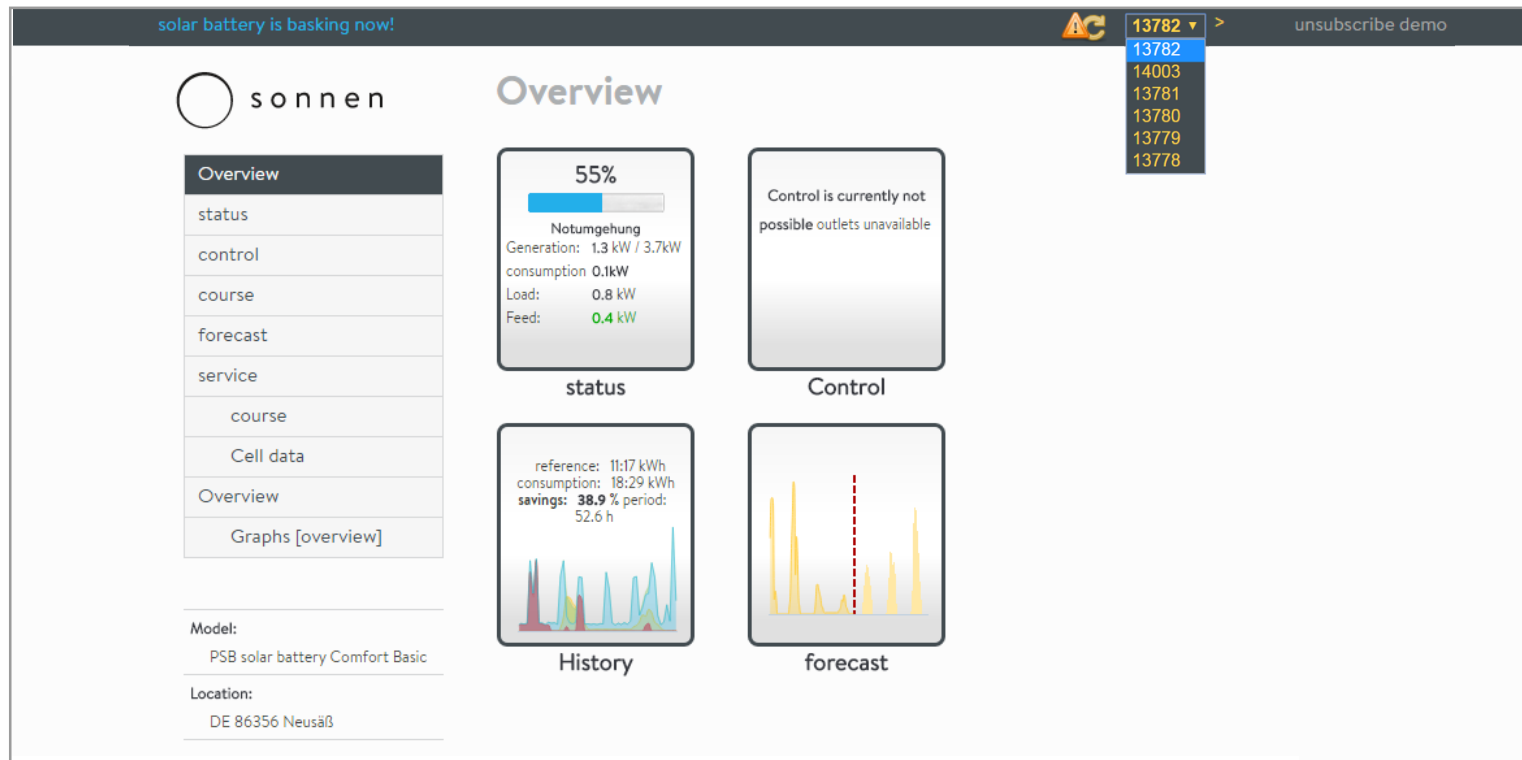 solar battery is basking now!
13782 ▼ >
unsubscribe demo
13782
14003
13781
13780
13779
13778
sonnen
Overview
Overview
status
control
course
forecast
service
course
Cell data
Overview
Graphs [overview]
Model:
PSB solar battery Comfort Basic
Location:
DE 86356 Neusäß
55%
Notumgehung
Generation: 1.3 kW / 3.7kW
consumption 0.1kW
Load: 0.8 kW
Feed: 0.4 kW
status
Control is currently not
possible outlets unavailable
Control
reference: 11:17 kWh
consumption: 18:29 kWh
savings: 38.9 % period:
52.6 h
History
forecast